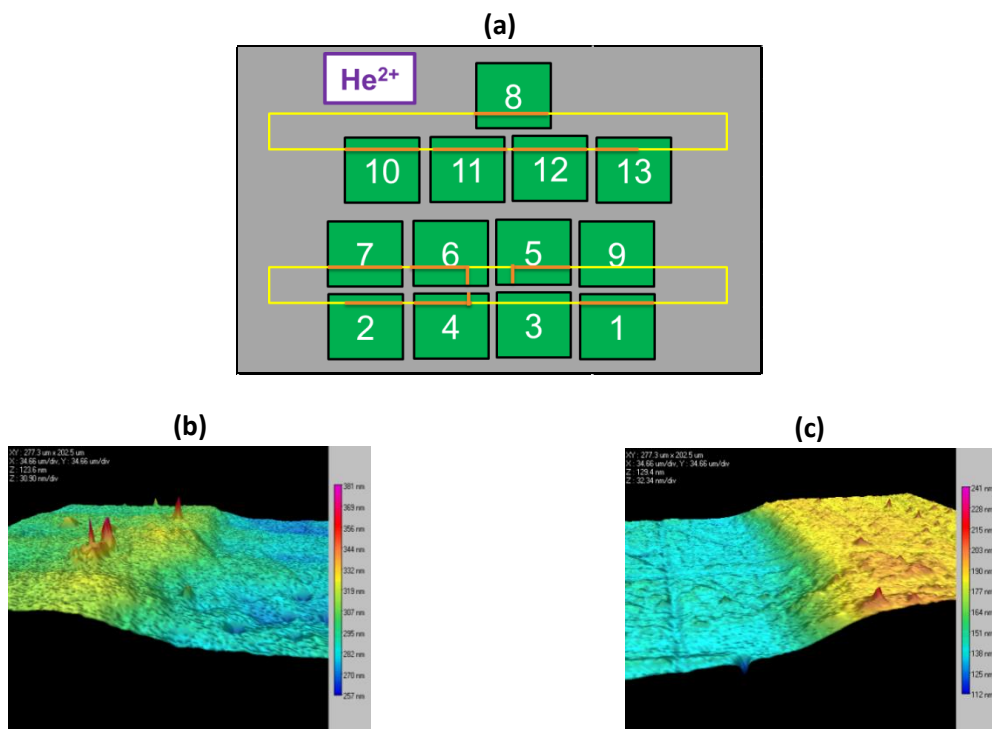 (a)
He²⁺
8
10 11 12 13
7 6 5 9
2 4 3 1
(b)
XY : 277.3 um x 202.5 um
X : 34.66 um/div, Y : 34.66 um/div
Z : 123.6 nm
Z : 30.90 nm/div
381 nm
369 nm
356 nm
344 nm
332 nm
319 nm
307 nm
295 nm
282 nm
270 nm
257 nm
(c)
XY : 277.3 um x 202.5 um
X : 34.66 um/div, Y : 34.66 um/div
Z : 129.4 nm
Z : 32.34 nm/div
241 nm
228 nm
215 nm
203 nm
190 nm
177 nm
164 nm
151 nm
138 nm
125 nm
112 nm